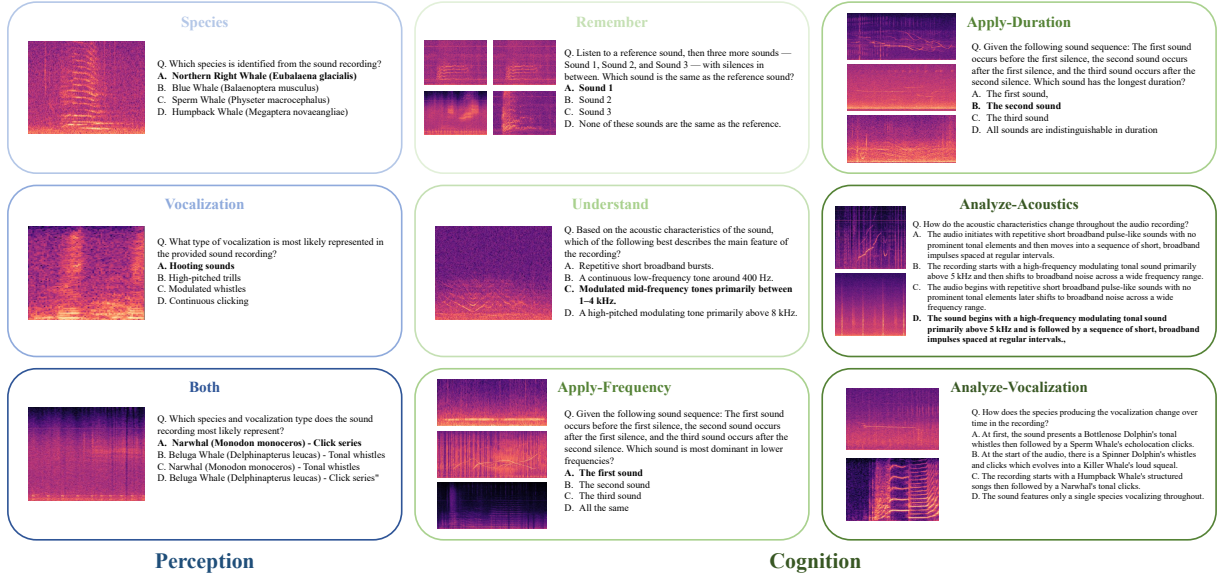 Species
Q. Which species is identified from the sound recording?
A. Northern Right Whale (Eubalaena glacialis)
B. Blue Whale (Balaenoptera musculus)
C. Sperm Whale (Physeter macrocephalus)
D. Humpback Whale (Megaptera novaeangliae)
Remember
Q. Listen to a reference sound, then three more sounds —
Sound 1, Sound 2, and Sound 3 — with silences in
between. Which sound is the same as the reference sound?
A. Sound 1
B. Sound 2
C. Sound 3
D. None of these sounds are the same as the reference.
Apply-Duration
Q. Given the following sound sequence: The first sound
occurs before the first silence, the second sound occurs
after the first silence, and the third sound occurs after the
second silence. Which sound has the longest duration?
A. The first sound,
B. The second sound
C. The third sound
D. All sounds are indistinguishable in duration
Vocalization
Q. What type of vocalization is most likely represented in
the provided sound recording?
A. Hooting sounds
B. High-pitched trills
C. Modulated whistles
D. Continuous clicking
Understand
Q. Based on the acoustic characteristics of the sound,
which of the following best describes the main feature of
the recording?
A. Repetitive short broadband bursts.
B. A continuous low-frequency tone around 400 Hz.
C. Modulated mid-frequency tones primarily between
1–4 kHz.
D. A high-pitched modulating tone primarily above 8 kHz.
Analyze-Acoustics
Q. How do the acoustic characteristics change throughout the audio recording?
A. The audio initiates with repetitive short broadband pulse-like sounds with no
prominent tonal elements and then moves into a sequence of short, broadband
impulses spaced at regular intervals.
B. The recording starts with a high-frequency modulating tonal sound primarily
above 5 kHz and then shifts to broadband noise across a wide frequency range.
C. The audio begins with repetitive short broadband pulse-like sounds with no
prominent tonal elements later shifts to broadband noise across a wide
frequency range.
D. The sound begins with a high-frequency modulating tonal sound
primarily above 5 kHz and is followed by a sequence of short, broadband
impulses spaced at regular intervals.,
Both
Q. Which species and vocalization type does the sound
recording most likely represent?
A. Narwhal (Monodon monoceros) - Click series
B. Beluga Whale (Delphinapterus leucas) - Tonal whistles
C. Narwhal (Monodon monoceros) - Tonal whistles
D. Beluga Whale (Delphinapterus leucas) - Click series"
Apply-Frequency
Q. Given the following sound sequence: The first sound
occurs before the first silence, the second sound occurs
after the first silence, and the third sound occurs after the
second silence. Which sound is most dominant in lower
frequencies?
A. The first sound
B. The second sound
C. The third sound
D. All the same
Analyze-Vocalization
Q. How does the species producing the vocalization change over
time in the recording?
A. At first, the sound presents a Bottlenose Dolphin's tonal
whistles then followed by a Sperm Whale's echolocation clicks.
B. At the start of the audio, there is a Spinner Dolphin's whistles
and clicks which evolves into a Killer Whale's loud squeal.
C. The recording starts with a Humpback Whale's structured
songs then followed by a Narwhal's tonal clicks.
D. The sound features only a single species vocalizing throughout.
Perception
Cognition